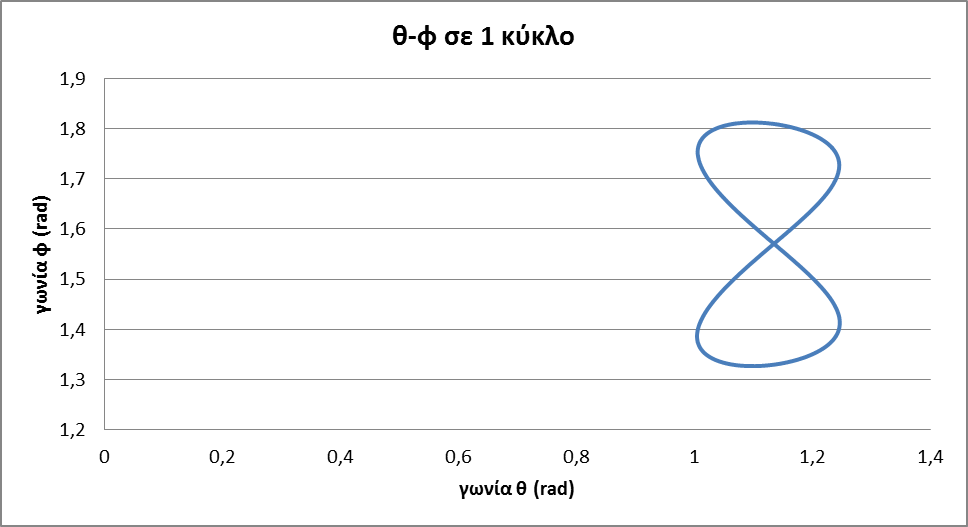 θ-φ σε 1 κύκλο
1,9
1,8
1,7
1,6
1,5
1,4
1,3
1,2
γωνία φ (rad)
0 0,2 0,4 0,6 0,8 1 1,2 1,4
γωνία θ (rad)